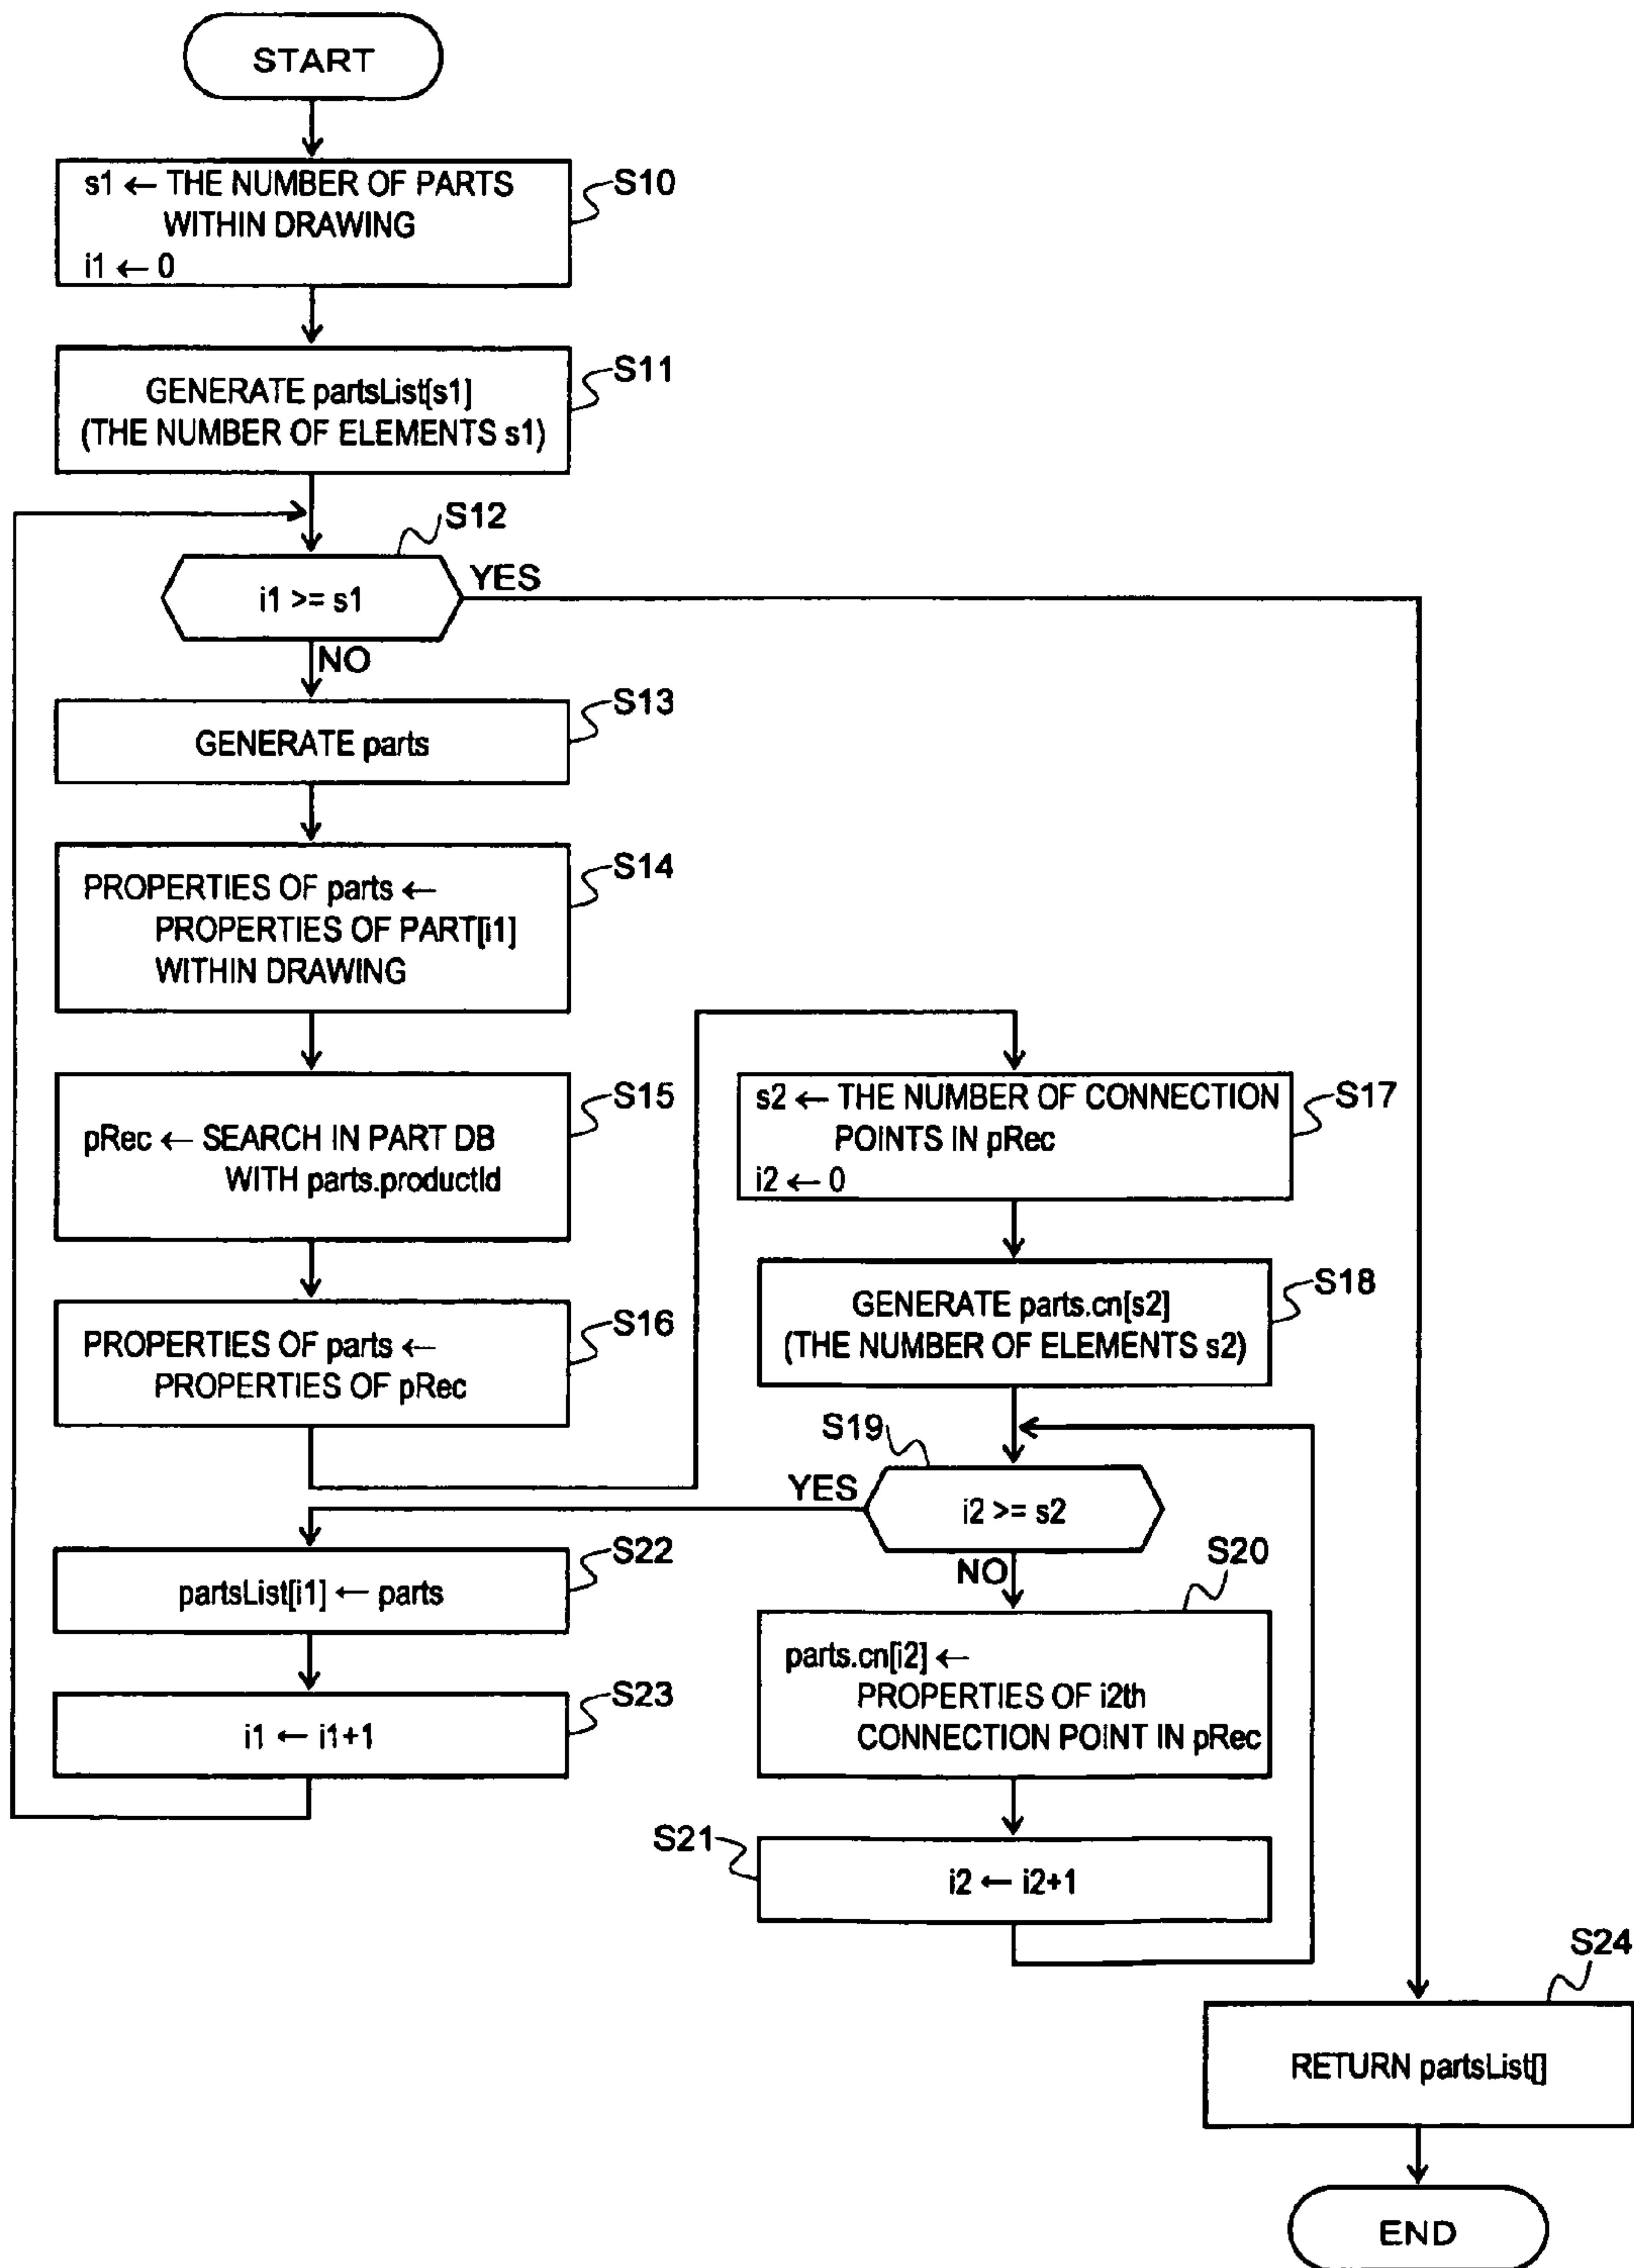 START
s1 ← THE NUMBER OF PARTS
WITHIN DRAWING
i1 ← 0
S10
GENERATE partsList[s1]
(THE NUMBER OF ELEMENTS s1)
S11
S12
i1 >= s1
YES
NO
GENERATE parts
S13
PROPERTIES OF parts ←
PROPERTIES OF PART[i1]
WITHIN DRAWING
S14
pRec ← SEARCH IN PART DB
WITH parts.productId
S15
PROPERTIES OF parts ←
PROPERTIES OF pRec
S16
s2 ← THE NUMBER OF CONNECTION
POINTS IN pRec
i2 ← 0
S17
GENERATE parts.cn[s2]
(THE NUMBER OF ELEMENTS s2)
S18
S19
i2 >= s2
YES
NO
S20
parts.cn[i2] ←
PROPERTIES OF i2th
CONNECTION POINT IN pRec
S21
i2 ← i2+1
partsList[i1] ← parts
S22
i1 ← i1+1
S23
S24
RETURN partsList[]
END